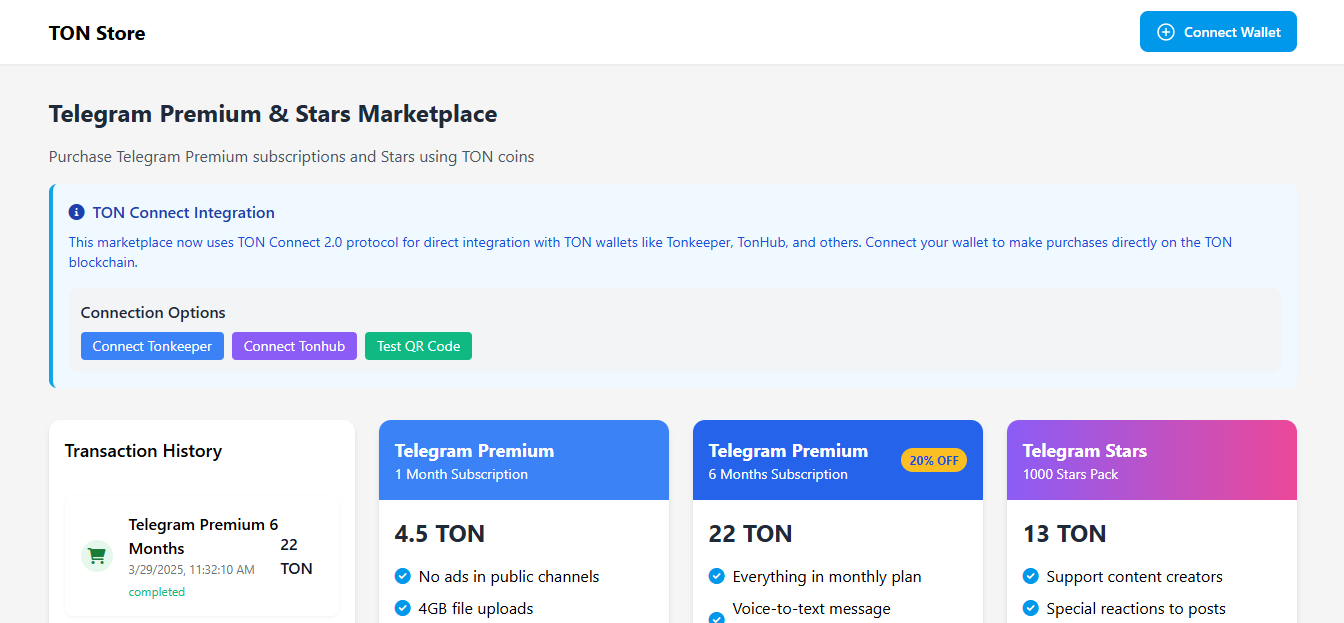 TON Store
Connect Wallet
Telegram Premium & Stars Marketplace
Purchase Telegram Premium subscriptions and Stars using TON coins
TON Connect Integration
This marketplace now uses TON Connect 2.0 protocol for direct integration with TON wallets like Tonkeeper, TonHub, and others. Connect your wallet to make purchases directly on the TON
blockchain.
Connection Options
Connect Tonkeeper
Connect Tonhub
Test QR Code
Transaction History
Telegram Premium 6
Months
3/29/2025, 11:32:10 AM
completed
22
TON
Telegram Premium
1 Month Subscription
4.5 TON
No ads in public channels
4GB file uploads
Telegram Premium
6 Months Subscription
20% OFF
22 TON
Everything in monthly plan
Voice-to-text message
Telegram Stars
1000 Stars Pack
13 TON
Support content creators
Special reactions to posts